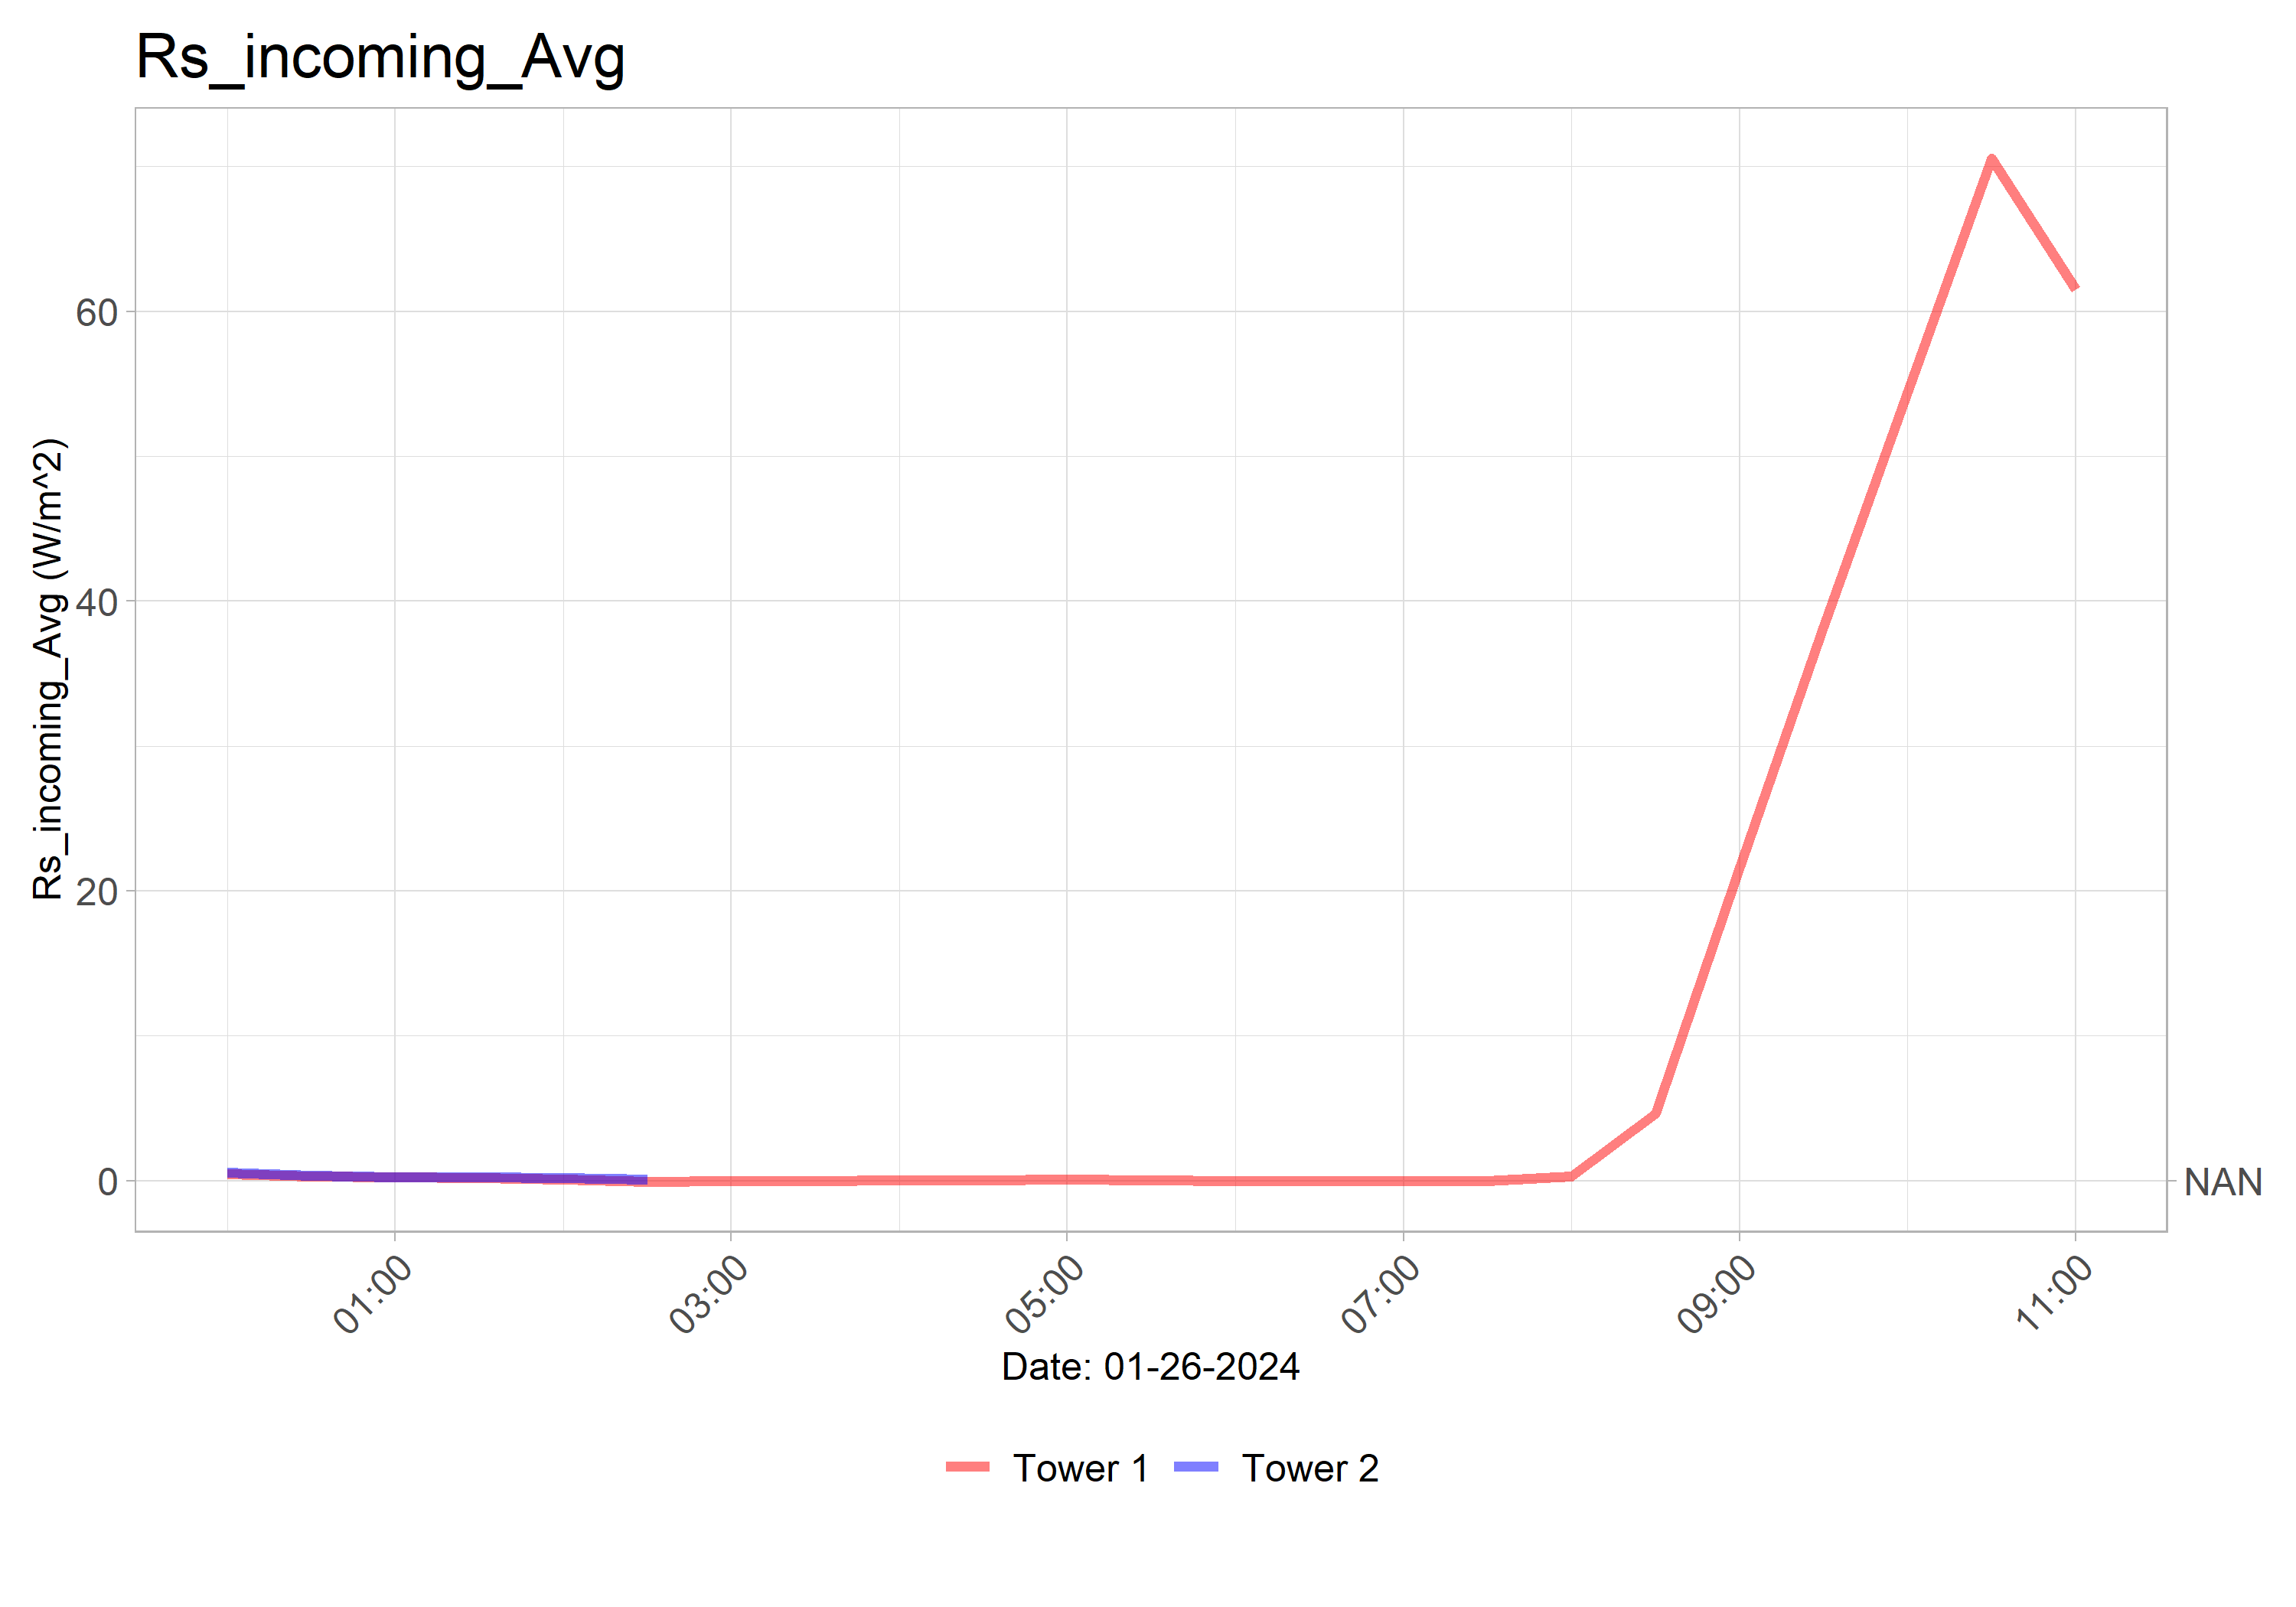 Rs_incoming_Avg
Rs_incoming_Avg (W/m^2)
60
40
20
0
NAN
01:00
03:00
05:00
07:00
09:00
11:00
Date: 01-26-2024
Tower 1
Tower 2